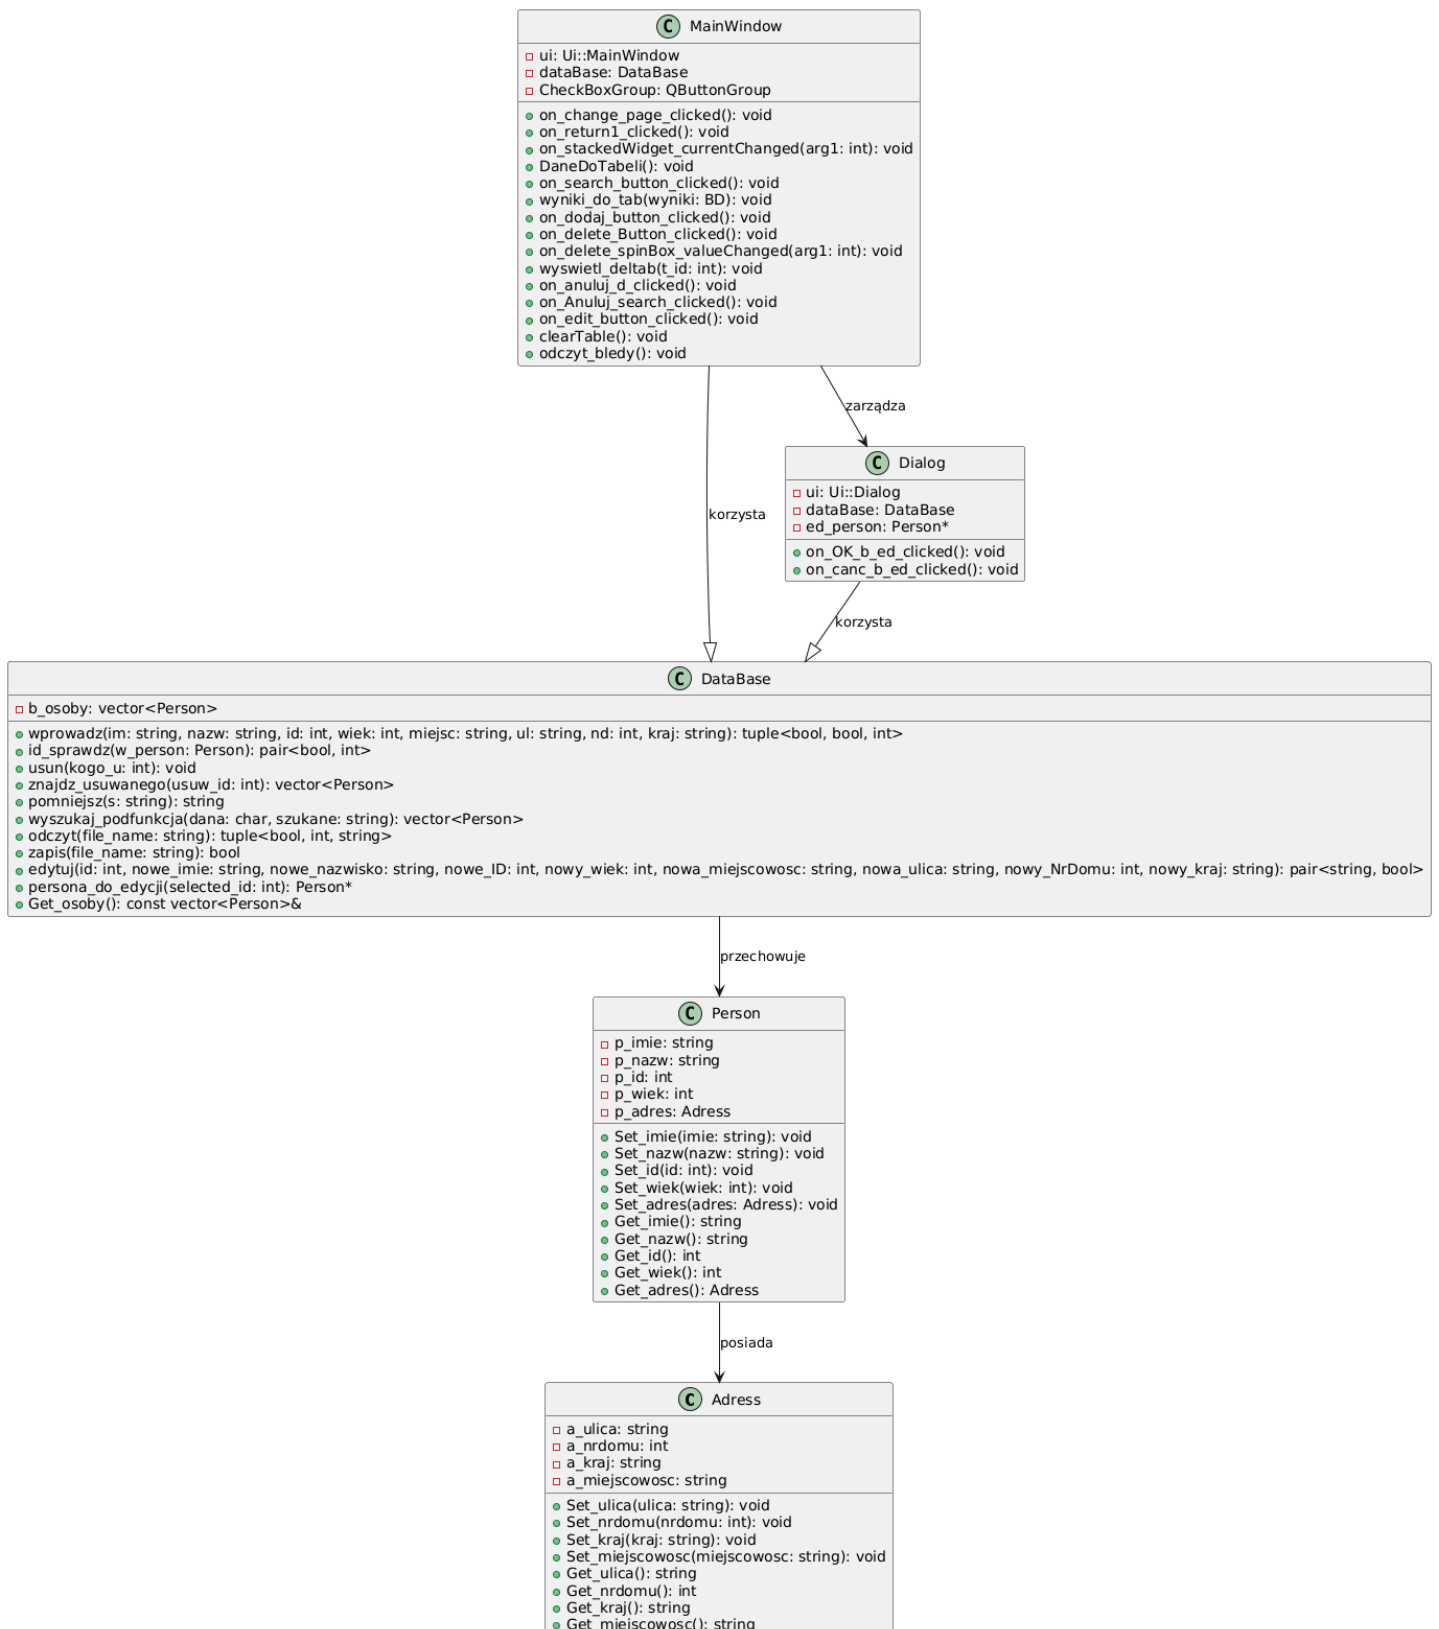 C MainWindow
ui: Ui::MainWindow
dataBase: DataBase
CheckBoxGroup: QButtonGroup
on_change_page_clicked(): void
on_return1_clicked(): void
on_stackedWidget_currentChanged(arg1: int): void
DaneDoTabeli(): void
on_search_button_clicked(): void
wyniki_do_tab(wyniki: BD): void
on_dodaj_button_clicked(): void
on_delete_Button_clicked(): void
on_delete_spinBox_valueChanged(arg1: int): void
wyswietl_deltab(t_id: int): void
on_anuluj_d_clicked(): void
on_Anuluj_search_clicked(): void
on_edit_button_clicked(): void
clearTable(): void
odczyt_bledy(): void
zarządza
C Dialog
ui: Ui::Dialog
dataBase: DataBase
ed_person: Person*
on_OK_b_ed_clicked(): void
on_canc_b_ed_clicked(): void
korzysta
korzysta
C DataBase
b_osoby: vector<Person>
wprowadz(im: string, nazw: string, id: int, wiek: int, miejsc: string, ul: string, nd: int, kraj: string): tuple<bool, bool, int>
id_sprawdz(w_person: Person): pair<bool, int>
usun(kogo_u: int): void
znajdz_usuwanego(usuw_id: int): vector<Person>
pomniejsz(s: string): string
wyszukaj_podfunkcja(dana: char, szukane: string): vector<Person>
odczyt(file_name: string): tuple<bool, int, string>
zapis(file_name: string): bool
edytuj(id: int, nowe_imie: string, nowe_nazwisko: string, nowe_ID: int, nowy_wiek: int, nowa_miejscowosc: string, nowa_ulica: string, nowy_NrDomu: int, nowy_kraj: string): pair<string, bool>
persona_do_edycji(selected_id: int): Person*
Get_osoby(): const vector<Person>&
przechowuje
C Person
p_imie: string
p_nazw: string
p_id: int
p_wiek: int
p_adres: Adress
Set_imie(imie: string): void
Set_nazw(nazw: string): void
Set_id(id: int): void
Set_wiek(wiek: int): void
Set_adres(adres: Adress): void
Get_imie(): string
Get_nazw(): string
Get_id(): int
Get_wiek(): int
Get_adres(): Adress
posiada
C Adress
a_ulica: string
a_nrdomu: int
a_kraj: string
a_miejscowosc: string
Set_ulica(ulica: string): void
Set_nrdomu(nrdomu: int): void
Set_kraj(kraj: string): void
Set_miejscowosc(miejscowosc: string): void
Get_ulica(): string
Get_nrdomu(): int
Get_kraj(): string
Get_miejscowosc(): string